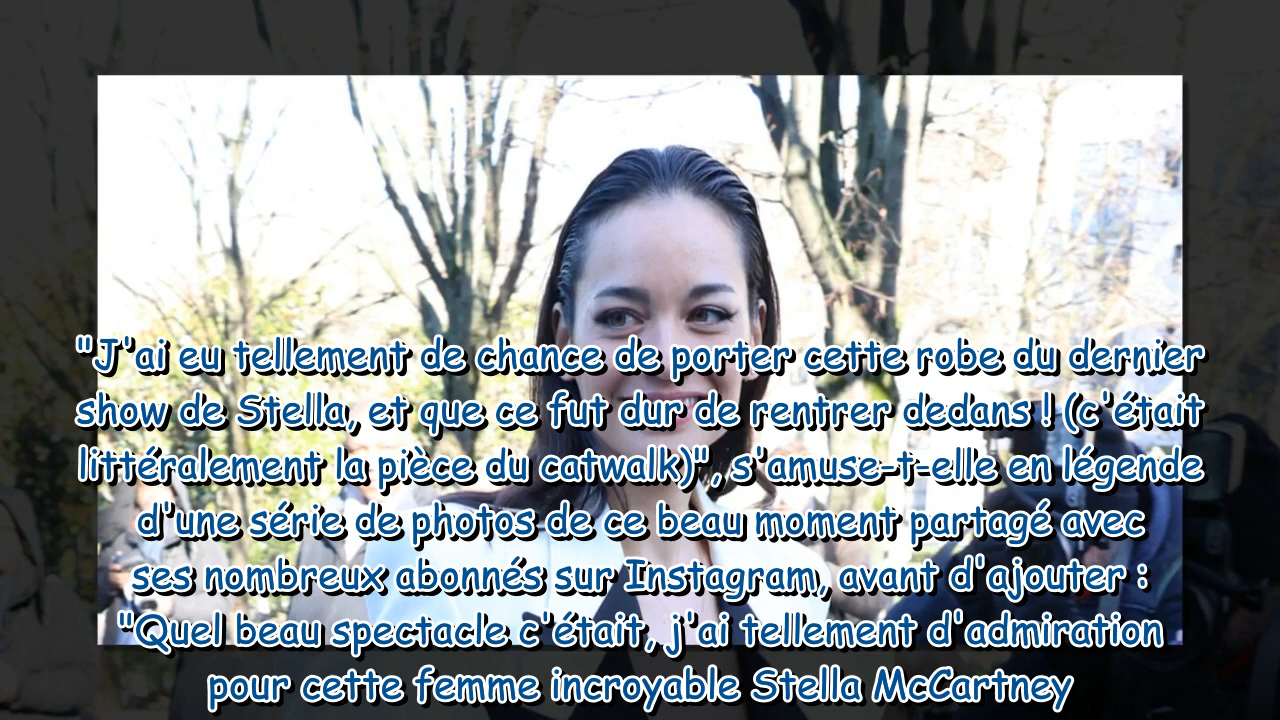 "J'ai eu tellement de chance de porter cette robe du dernier
show de Stella, et que ce fut dur de rentrer dedans ! (c'était
littéralement la pièce du catwalk)", s'amuse-t-elle en légende
d'une série de photos de ce beau moment partagé avec
ses nombreux abonnés sur Instagram, avant d'ajouter :
"Quel beau spectacle c'était, j'ai tellement d'admiration
pour cette femme incroyable Stella McCartney